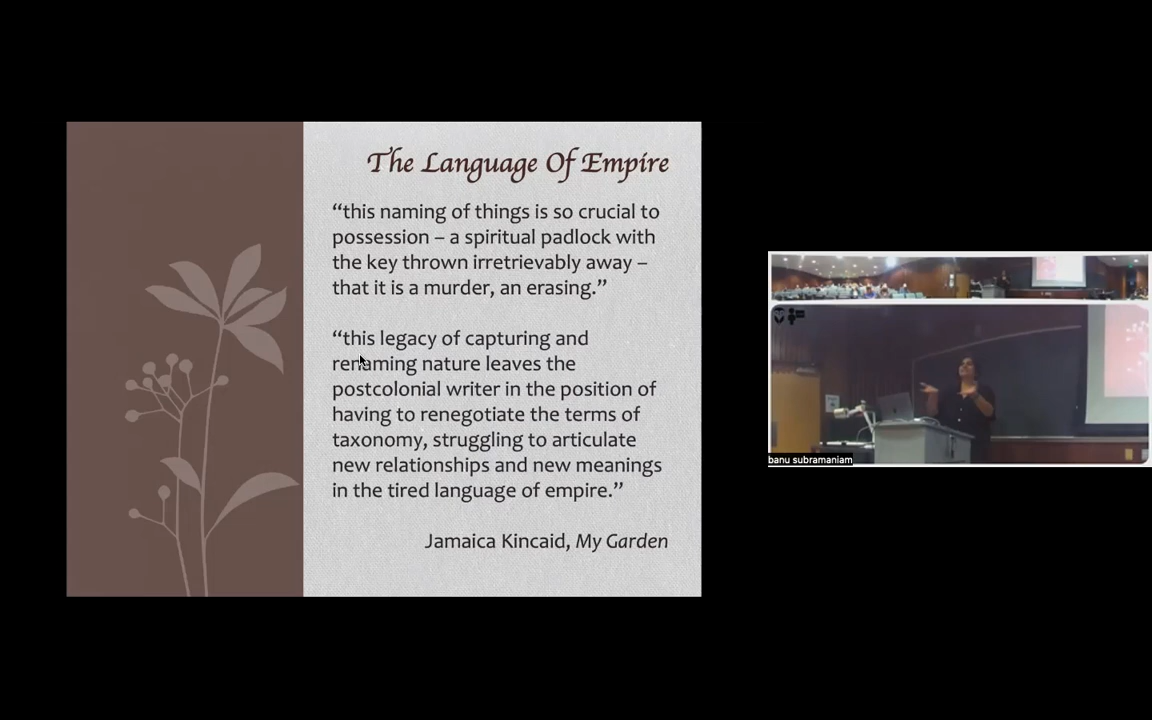 The Language Of Empire
“this naming of things is so crucial to
possession – a spiritual padlock with
the key thrown irretrievably away –
that it is a murder, an erasing.”
“this legacy of capturing and
renaming nature leaves the
postcolonial writer in the position of
having to renegotiate the terms of
taxonomy, struggling to articulate
new relationships and new meanings
in the tired language of empire.”
Jamaica Kincaid, My Garden
banu subramaniam